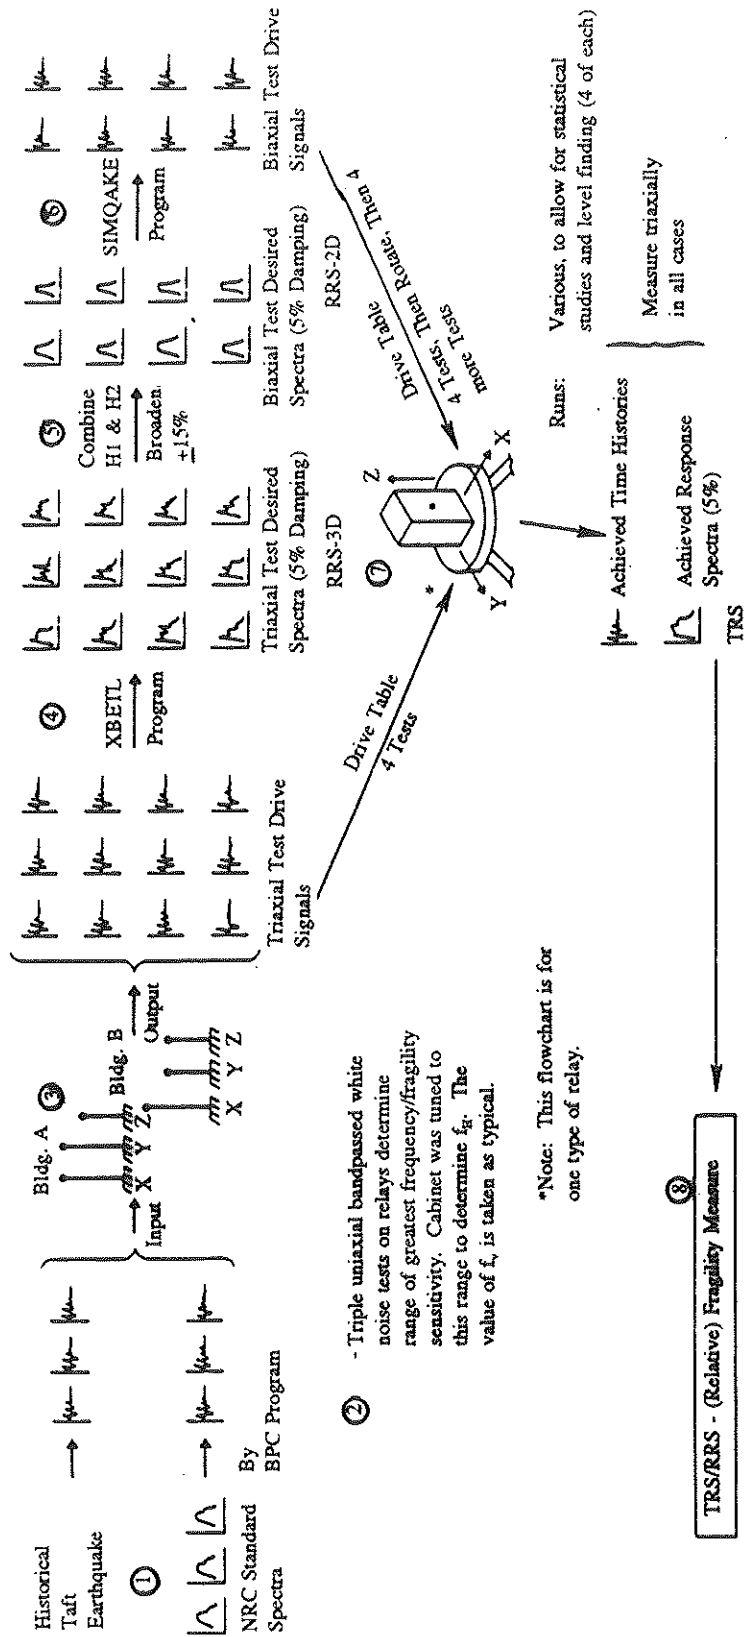 Historical
Taft
Earthquake
①
NRC Standard
Spectra
By
BPC Program
Input
③
Bldg. A
X Y Z
Bldg. B
X Y Z
Output
Triaxial Test Drive
Signals
④
XBETL
Program
Triaxial Test Desired
Spectra (5% Damping)
RRS-3D
⑤
Combine
H1 & H2
Broaden
±15%
Biaxial Test Desired
Spectra (5% Damping)
RRS-2D
⑥
SIMQAKE
Program
Biaxial Test Drive
Signals
② - Triple uniaxial bandpassed white
noise tests on relays determine
range of greatest frequency/fragility
sensitivity. Cabinet was tuned to
this range to determine f_H. The
value of f_v is taken as typical.
Drive Table
4 Tests
Drive Table
4 Tests, Then Rotate, Then 4
more Tests
⑦
*
Z
Y
X
*Note: This flowchart is for
one type of relay.
Runs:
Various, to allow for statistical
studies and level finding (4 of each)
Achieved Time Histories
Achieved Response
Spectra (5%)
TRS
Measure triaxially
in all cases
⑧
TRS/RRS - (Relative) Fragility Measure